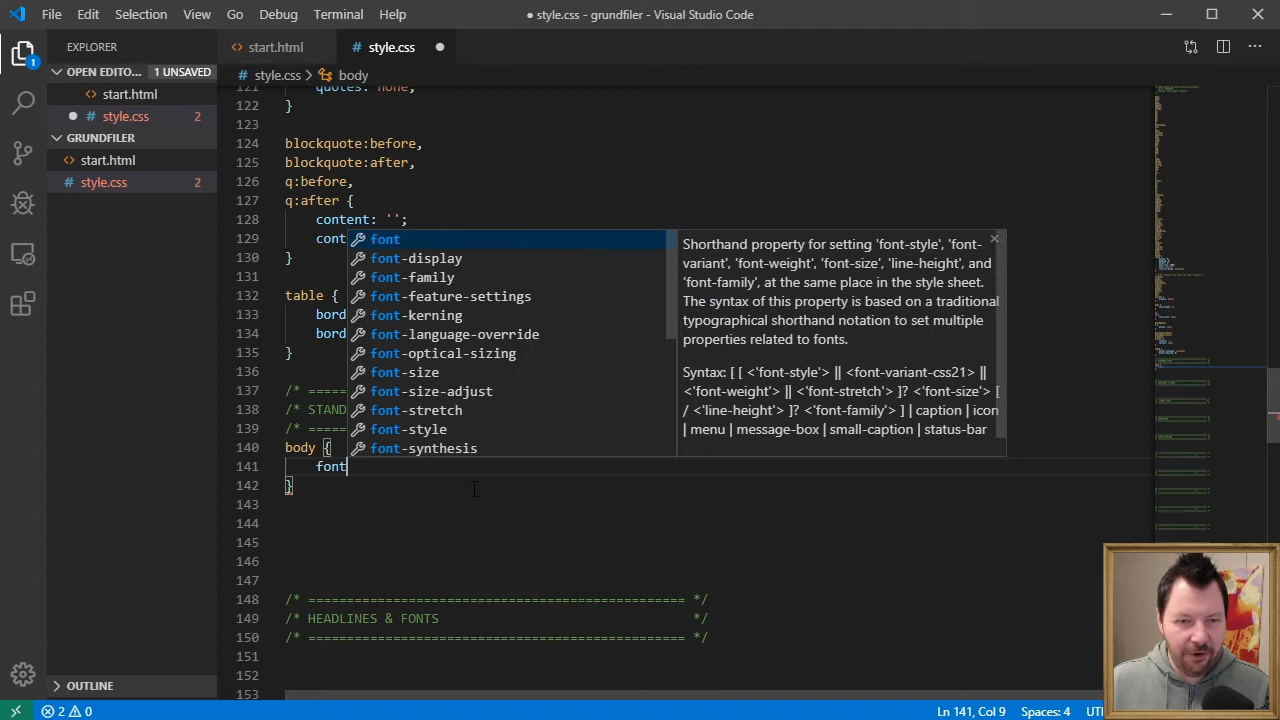 File Edit Selection View Go Debug Terminal Help ● style.css - grundfiler - Visual Studio Code
EXPLORER
start.html
style.css
OPEN EDITO... 1 UNSAVED
start.html
style.css 2
GRUNDFILER
start.html
style.css 2
OUTLINE
1
style.css > body
121 quotes: none;
122 }
123
124 blockquote:before,
125 blockquote:after,
126 q:before,
127 q:after {
128 content: '';
129 cont
130 }
131
132 table {
133 bord
134 bord
135 }
136
137 /* =====
138 /* STAND
139 /* =====
140 body {
141 font
142 }
143
144
145
146
147
148 /* ================================================= */
149 /* HEADLINES & FONTS */
150 /* ================================================= */
151
152
153
font
font-display
font-family
font-feature-settings
font-kerning
font-language-override
font-optical-sizing
font-size
font-size-adjust
font-stretch
font-style
font-synthesis
Shorthand property for setting 'font-style', 'font-
variant', 'font-weight', 'font-size', 'line-height', and
'font-family', at the same place in the style sheet.
The syntax of this property is based on a traditional
typographical shorthand notation to set multiple
properties related to fonts.
Syntax: [ [ <'font-style'> || <font-variant-css21> ||
<'font-weight'> || <'font-stretch'> ]? <'font-size'> [
/ <'line-height'> ]? <'font-family'> ] | caption | icon
| menu | message-box | small-caption | status-bar
2 0
Ln 141, Col 9 Spaces: 4 UT